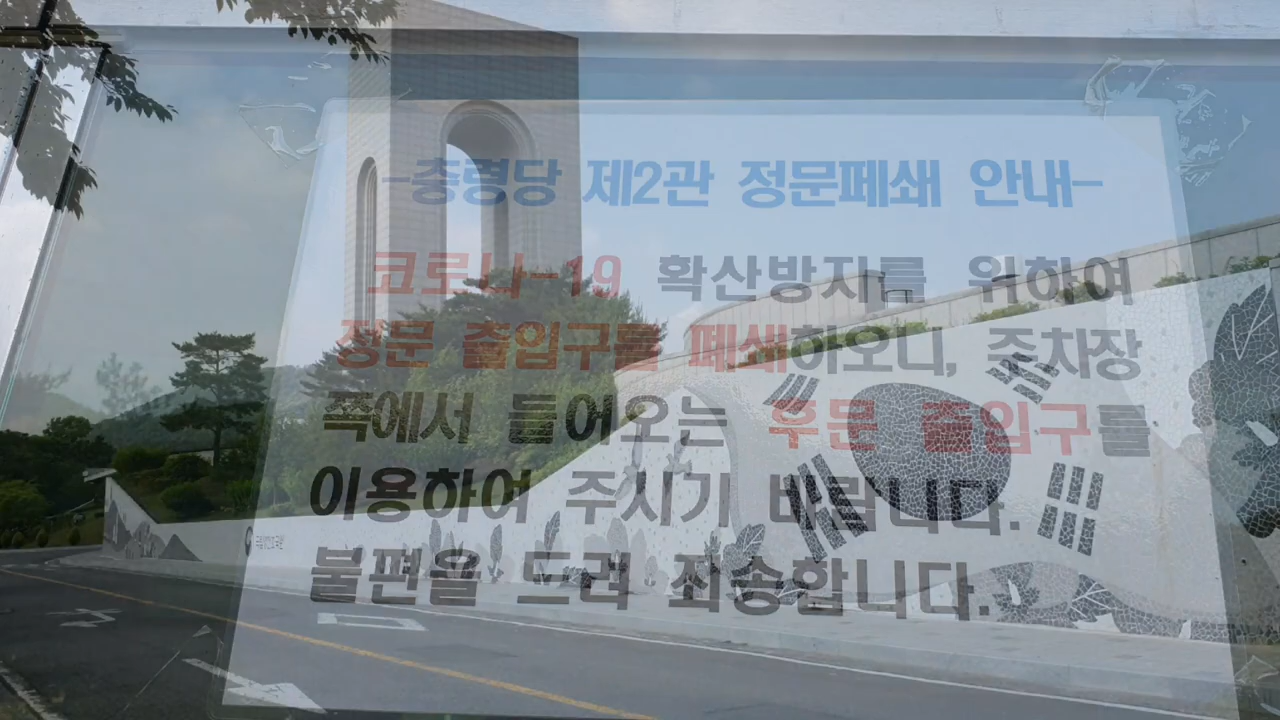 -충령당 제2관 정문폐쇄 안내-
코로나-19 확산방지를 위하여
정문 출입구를 폐쇄하오니, 주차장
쪽에서 들어오는 후문 출입구를
이용하여 주시기 바랍니다.
불편을 드려 죄송합니다.